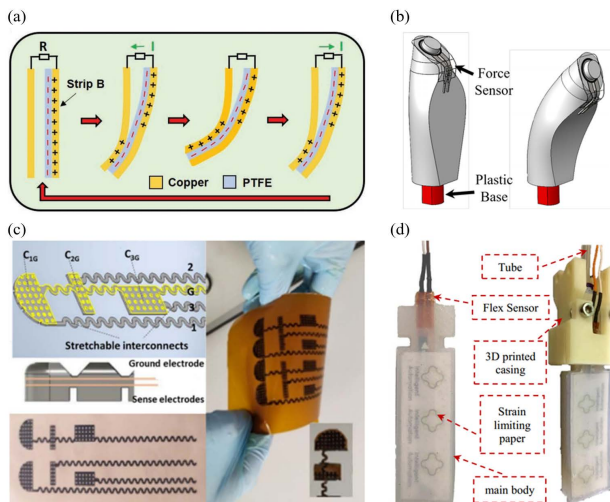 (a)
R
I
I
Strip B
Copper
PTFE
(b)
Force
Sensor
Plastic
Base
(c)
C1G
C2G
C3G
2
G
3
1
Stretchable interconnects
Ground electrode
Sense electrodes
(d)
Tube
Flex Sensor
3D printed
casing
Strain
limiting
paper
main body